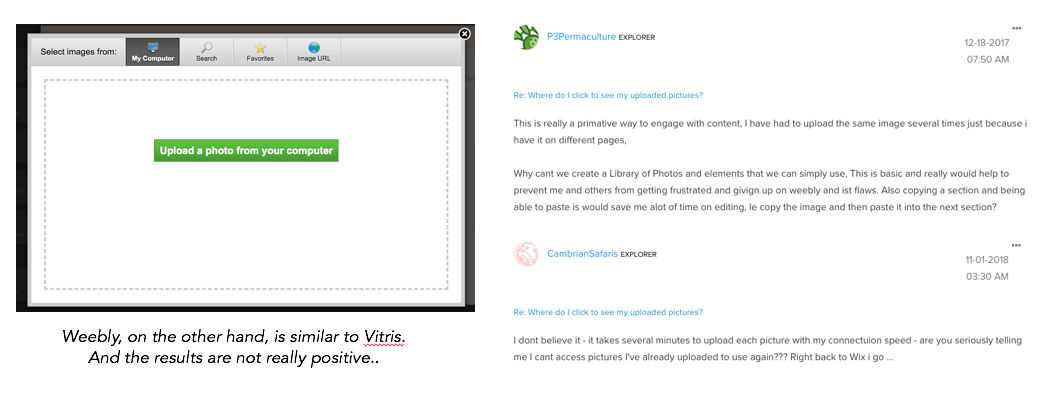 Select images from:
My Computer
Search
Favorites
Image URL
Upload a photo from your computer
Weebly, on the other hand, is similar to Vitris.
And the results are not really positive..
P3Permaculture EXPLORER
12-18-2017
07:50 AM
Re: Where do I click to see my uploaded pictures?
This is really a primative way to engage with content, I have had to upload the same image several times just because i
have it on different pages,
Why cant we create a Library of Photos and elements that we can simply use, This is basic and really would help to
prevent me and others from getting frustrated and givign up on weebly and ist flaws. Also copying a section and being
able to paste is would save me alot of time on editing, Ie copy the image and then paste it into the next section?
CambrianSafaris EXPLORER
11-01-2018
03:30 AM
Re: Where do I click to see my uploaded pictures?
I dont believe it - it takes several minutes to upload each picture with my connectuion speed - are you seriously telling
me I cant access pictures I've already uploaded to use again??? Right back to Wix i go ...